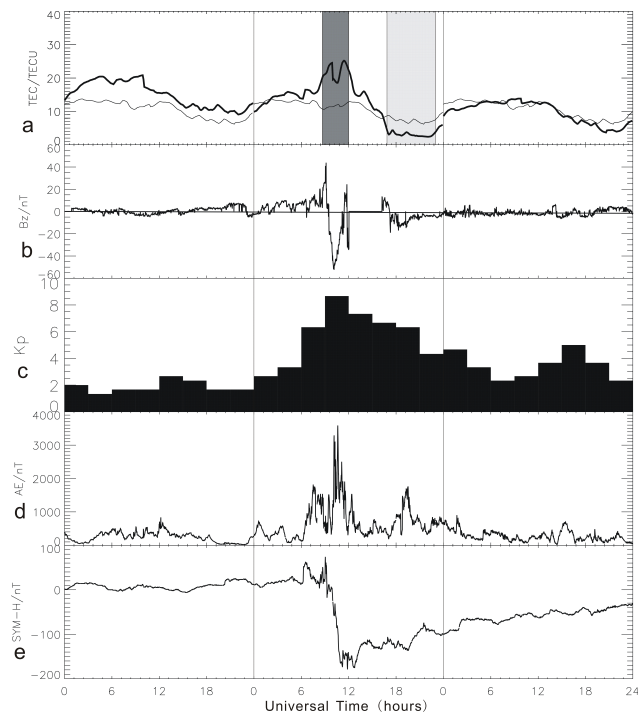 40
30
20
10
0
TEC/TECU
a
60
40
20
0
−20
−40
−60
Bz/nT
b
10
8
6
4
2
0
Kp
c
4000
3000
2000
1000
0
AE/nT
d
100
0
−100
−200
SYM−H/nT
e
0 6 12 18 0 6 12 18 0 6 12 18 24
Universal Time (hours)